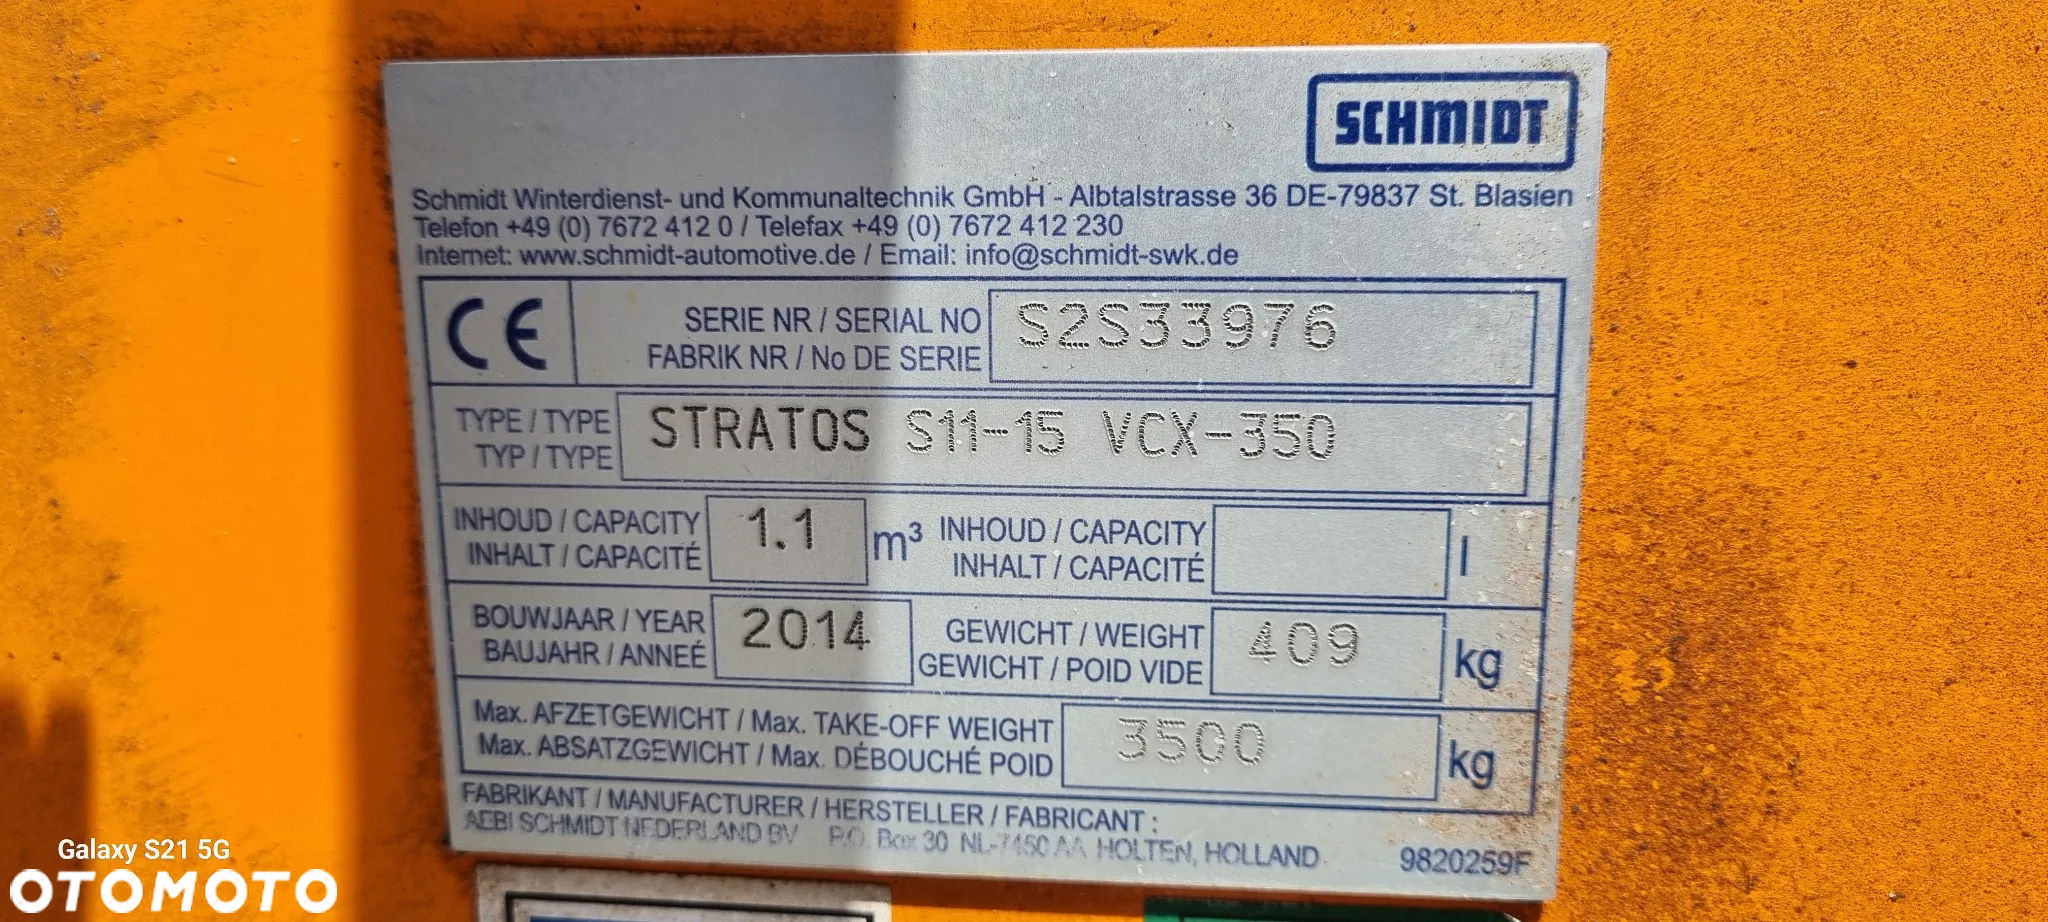 SCHMIDT
Schmidt Winterdienst- und Kommunaltechnik GmbH - Albtalstrasse 36 DE-79837 St. Blasien
Telefon +49 (0) 7672 412 0 / Telefax +49 (0) 7672 412 230
Internet: www.schmidt-automotive.de / Email: info@schmidt-swk.de
CE
SERIE NR / SERIAL NO S2S33976
FABRIK NR / No DE SERIE
TYPE / TYPE STRATOS S11-15 VCX-350
TYP / TYPE
INHOUD / CAPACITY 1.1 m³ INHOUD / CAPACITY l
INHALT / CAPACITÉ INHALT / CAPACITÉ
BOUWJAAR / YEAR 2014 GEWICHT / WEIGHT 409 kg
BAUJAHR / ANNEÉ GEWICHT / POID VIDE
Max. AFZETGEWICHT / Max. TAKE-OFF WEIGHT 3500 kg
Max. ABSATZGEWICHT / Max. DÉBOUCHÉ POID
FABRIKANT / MANUFACTURER / HERSTELLER / FABRICANT :
AEBI SCHMIDT NEDERLAND BV P.O. Box 30 NL-7450 AA HOLTEN, HOLLAND 9820259F
Galaxy S21 5G
OTOMOTO